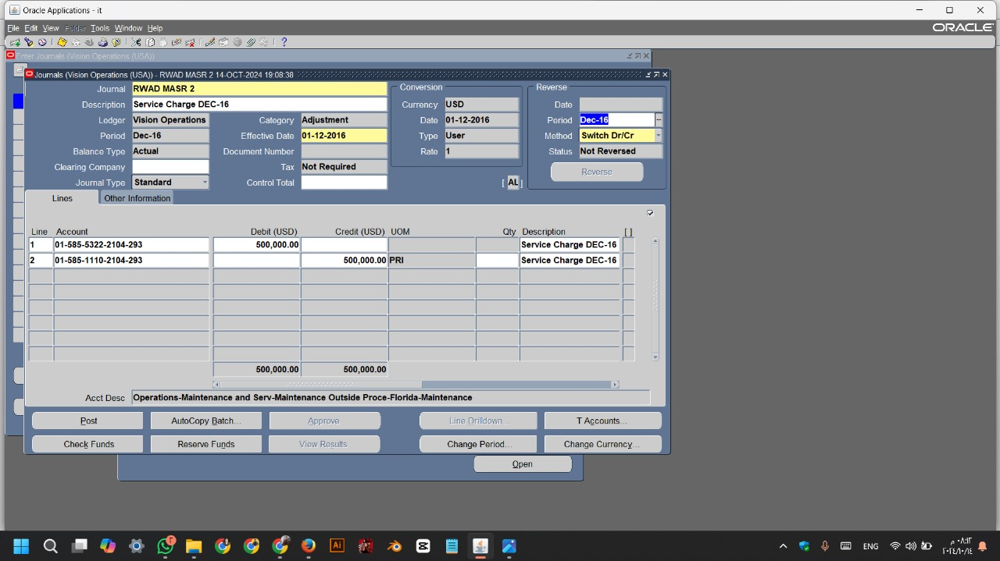 Oracle Applications - it
File Edit View Folder Tools Window Help
ORACLE
Enter Journals (Vision Operations (USA))
Journals (Vision Operations (USA)) - RWAD MASR 2 14-OCT-2024 19:08:38
Journal RWAD MASR 2
Description Service Charge DEC-16
Ledger Vision Operations Category Adjustment
Period Dec-16 Effective Date 01-12-2016
Balance Type Actual Document Number
Clearing Company Tax Not Required
Journal Type Standard Control Total
Conversion
Currency USD
Date 01-12-2016
Type User
Rate 1
Reverse
Date
Period Dec-16
Method Switch Dr/Cr
Status Not Reversed
Reverse
[ AL ]
Lines Other Information
Line Account Debit (USD) Credit (USD) UOM Qty Description [ ]
1 01-585-5322-2104-293 500,000.00 Service Charge DEC-16
2 01-585-1110-2104-293 500,000.00 PRI Service Charge DEC-16
500,000.00 500,000.00
Acct Desc Operations-Maintenance and Serv-Maintenance Outside Proce-Florida-Maintenance
Post AutoCopy Batch... Approve Line Drilldown... T Accounts...
Check Funds Reserve Funds View Results Change Period... Change Currency...
Open
Ai
ENG
٠٨:١٣ م
٢٠٢٤/١٠/١٤